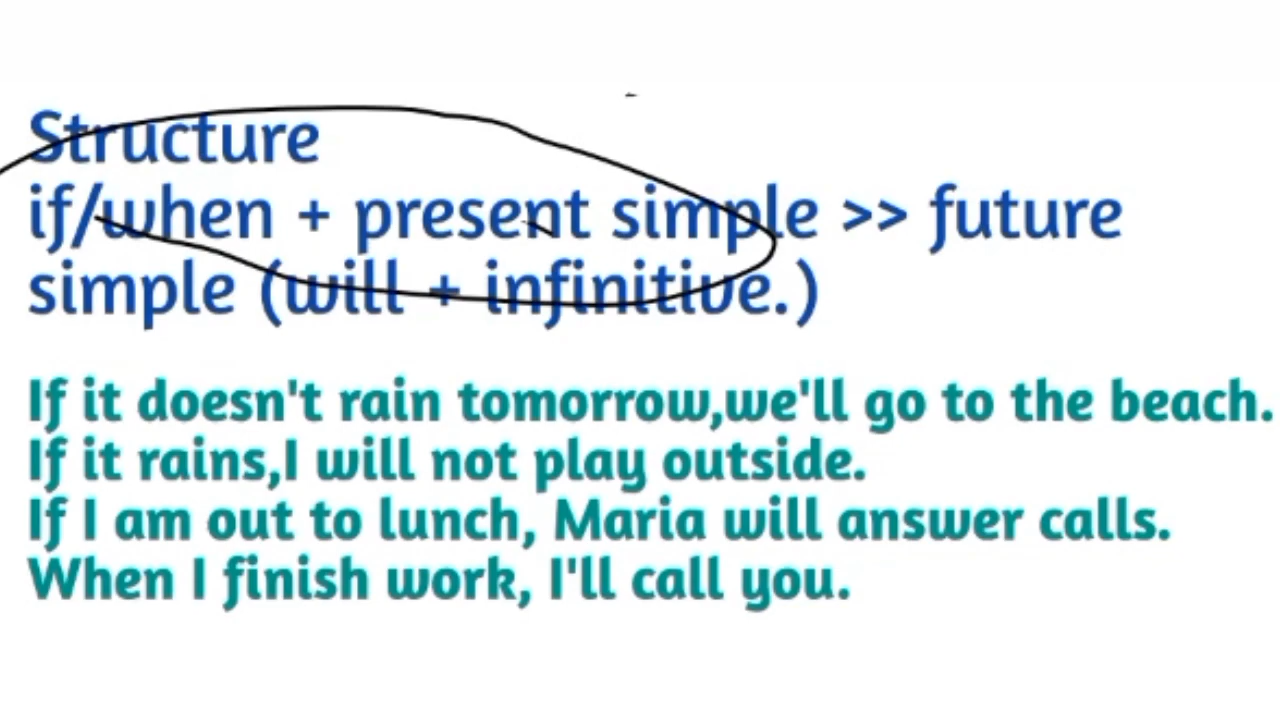 Structure
if/when + present simple >> future
simple (will + infinitive.)
If it doesn't rain tomorrow,we'll go to the beach.
If it rains,I will not play outside.
If I am out to lunch, Maria will answer calls.
When I finish work, I'll call you.